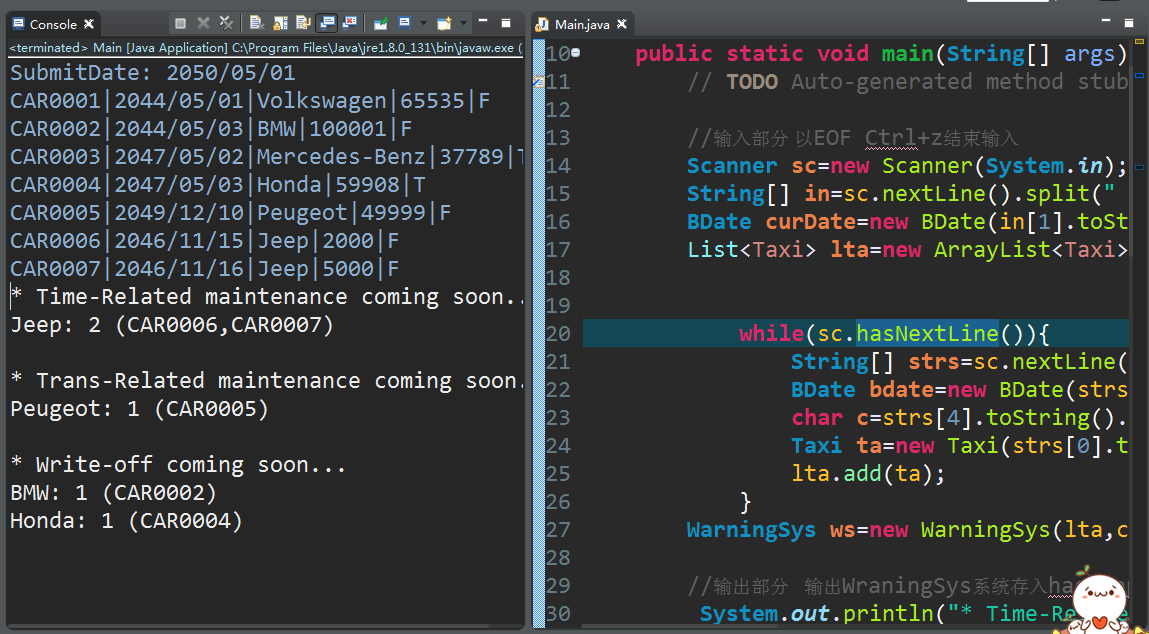 Console
<terminated> Main [Java Application] C:\Program Files\Java\jre1.8.0_131\bin\javaw.exe (
SubmitDate: 2050/05/01
CAR0001|2044/05/01|Volkswagen|65535|F
CAR0002|2044/05/03|BMW|100001|F
CAR0003|2047/05/02|Mercedes-Benz|37789|T
CAR0004|2047/05/03|Honda|59908|T
CAR0005|2049/12/10|Peugeot|49999|F
CAR0006|2046/11/15|Jeep|2000|F
CAR0007|2046/11/16|Jeep|5000|F
* Time-Related maintenance coming soon..
Jeep: 2 (CAR0006,CAR0007)
* Trans-Related maintenance coming soon.
Peugeot: 1 (CAR0005)
* Write-off coming soon...
BMW: 1 (CAR0002)
Honda: 1 (CAR0004)
Main.java
10 public static void main(String[] args)
11 // TODO Auto-generated method stub
12
13 //输入部分 以EOF Ctrl+z结束输入
14 Scanner sc=new Scanner(System.in);
15 String[] in=sc.nextLine().split("
16 BDate curDate=new BDate(in[1].toSt
17 List<Taxi> lta=new ArrayList<Taxi>
18
19
20 while(sc.hasNextLine()){
21 String[] strs=sc.nextLine(
22 BDate bdate=new BDate(strs
23 char c=strs[4].toString().
24 Taxi ta=new Taxi(strs[0].t
25 lta.add(ta);
26 }
27 WarningSys ws=new WarningSys(lta,c
28
29 //输出部分 输出WraningSys系统存入ha
30 System.out.println("* Time-Re